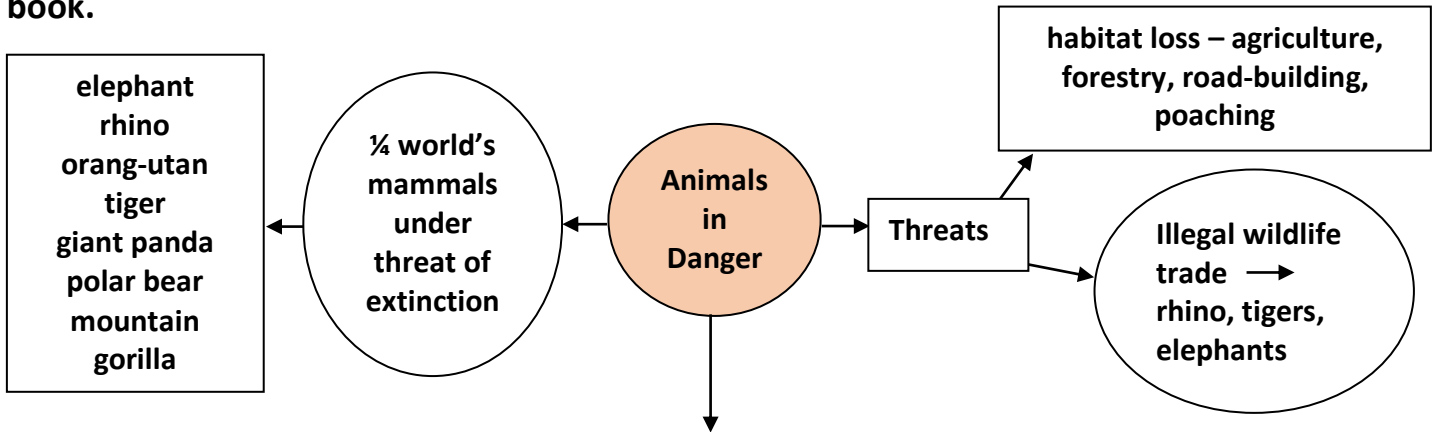 book.
elephant
rhino
orang-utan
tiger
giant panda
polar bear
mountain
gorilla
¼ world’s
mammals
under
threat of
extinction
Animals
in
Danger
Threats
habitat loss – agriculture,
forestry, road-building,
poaching
Illegal wildlife
trade →
rhino, tigers,
elephants